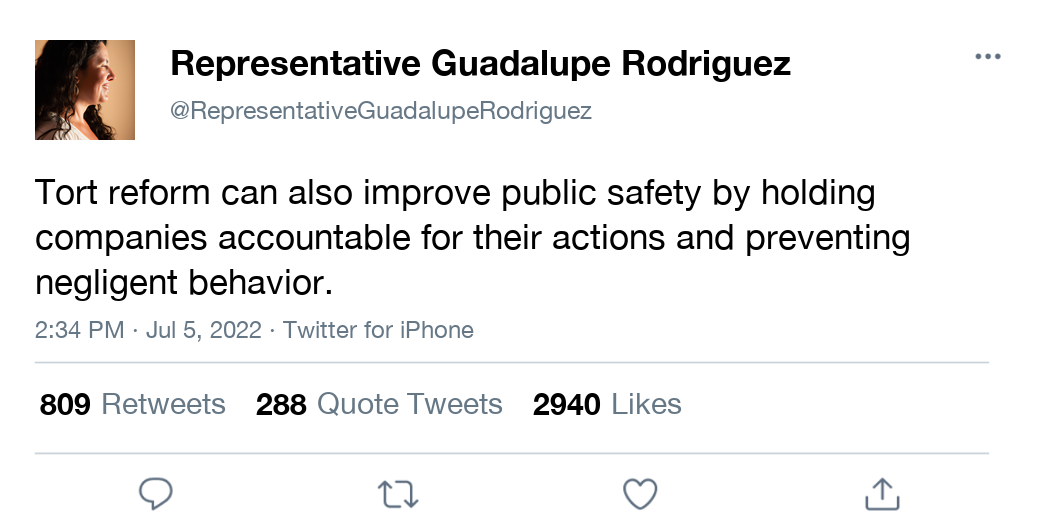 Representative Guadalupe Rodriguez
@RepresentativeGuadalupeRodriguez
Tort reform can also improve public safety by holding
companies accountable for their actions and preventing
negligent behavior.
2:34 PM · Jul 5, 2022 · Twitter for iPhone
809 Retweets 288 Quote Tweets 2940 Likes